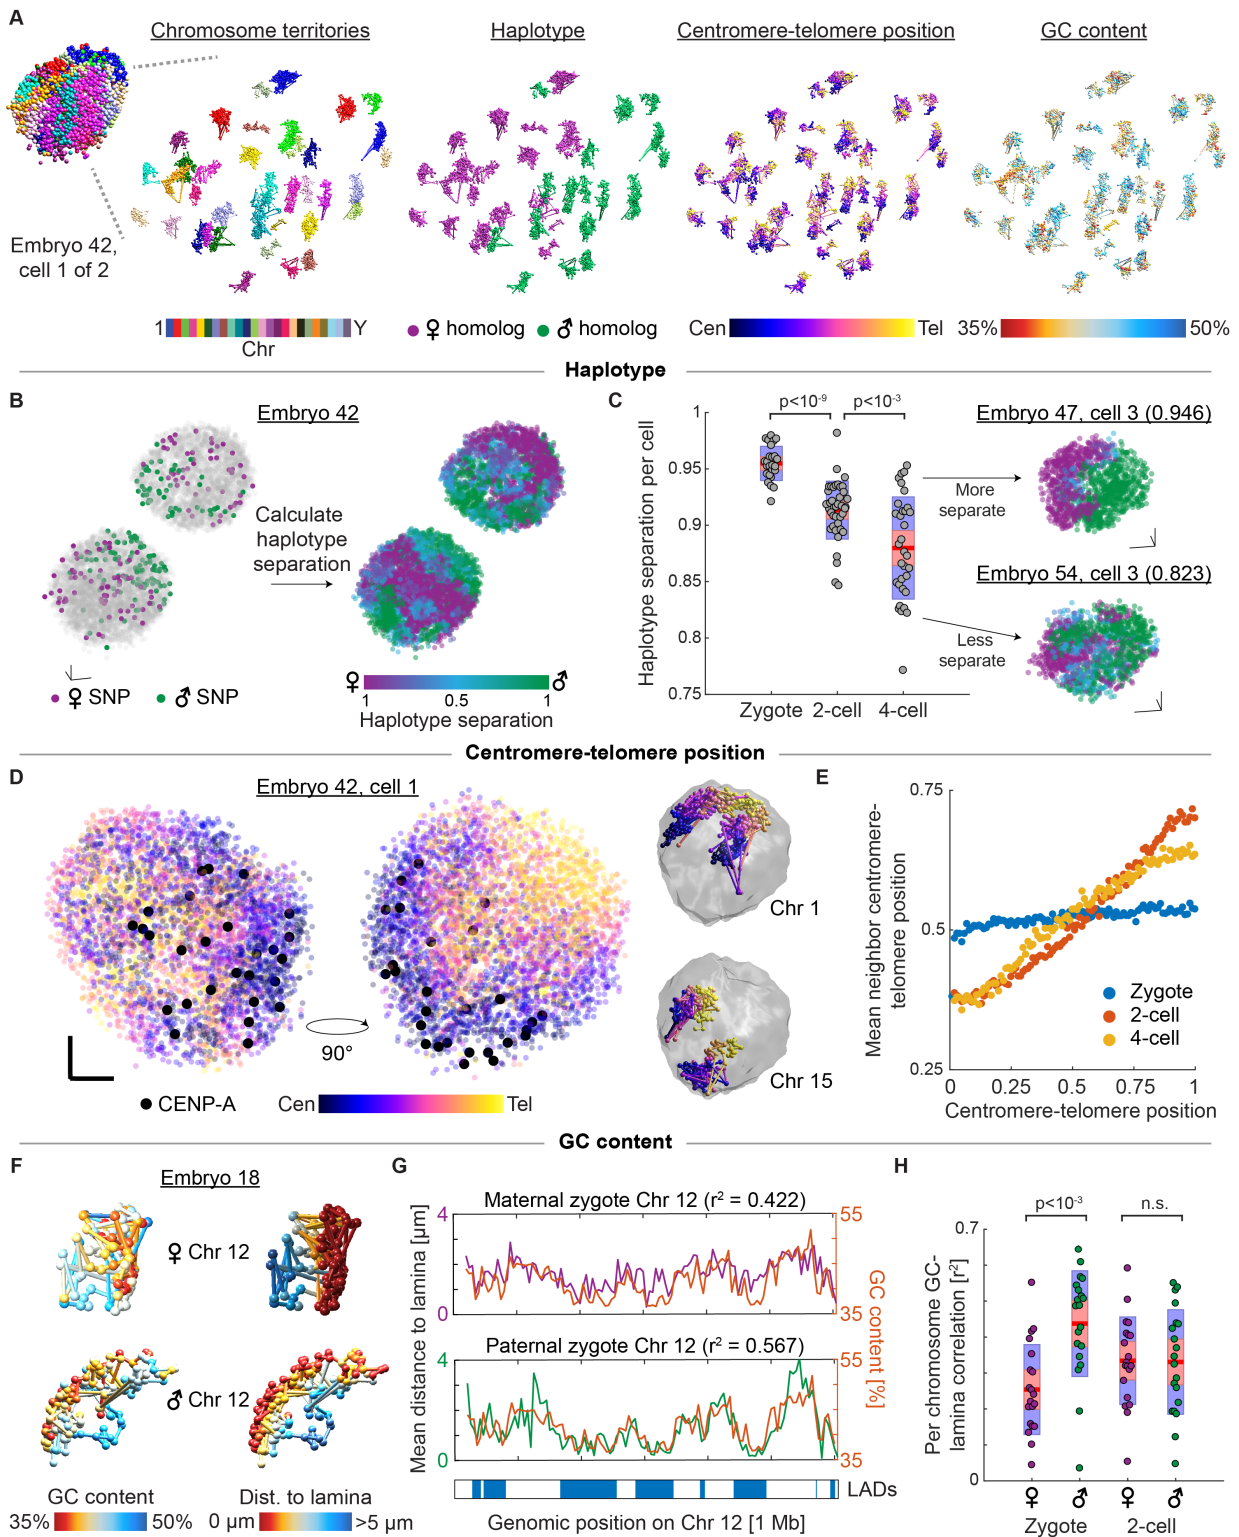 A
Chromosome territories
Haplotype
Centromere-telomere position
GC content
Embryo 42,
cell 1 of 2
1
Y
Chr
♀ homolog
♂ homolog
Cen
Tel
35%
50%
Haplotype
B
Embryo 42
Calculate
haplotype
separation
♀ SNP
♂ SNP
♀
♂
1
0.5
1
Haplotype separation
C
p<10-9
p<10-3
Haplotype separation per cell
1
0.95
0.9
0.85
0.8
0.75
Zygote
2-cell
4-cell
Embryo 47, cell 3 (0.946)
More
separate
Embryo 54, cell 3 (0.823)
Less
separate
Centromere-telomere position
D
Embryo 42, cell 1
90°
CENP-A
Cen
Tel
Chr 1
Chr 15
E
Mean neighbor centromere-
telomere position
0.75
0.5
0.25
Zygote
2-cell
4-cell
0
0.25
0.5
0.75
1
Centromere-telomere position
GC content
F
Embryo 18
♀ Chr 12
♂ Chr 12
GC content
35%
50%
Dist. to lamina
0 µm
>5 µm
G
Maternal zygote Chr 12 (r2 = 0.422)
4
0
55
35
Paternal zygote Chr 12 (r2 = 0.567)
4
0
55
35
Mean distance to lamina [µm]
GC content [%]
LADs
Genomic position on Chr 12 [1 Mb]
H
p<10-3
n.s.
Per chromosome GC-
lamina correlation [r2]
0.7
0
♀
♂
♀
♂
Zygote
2-cell